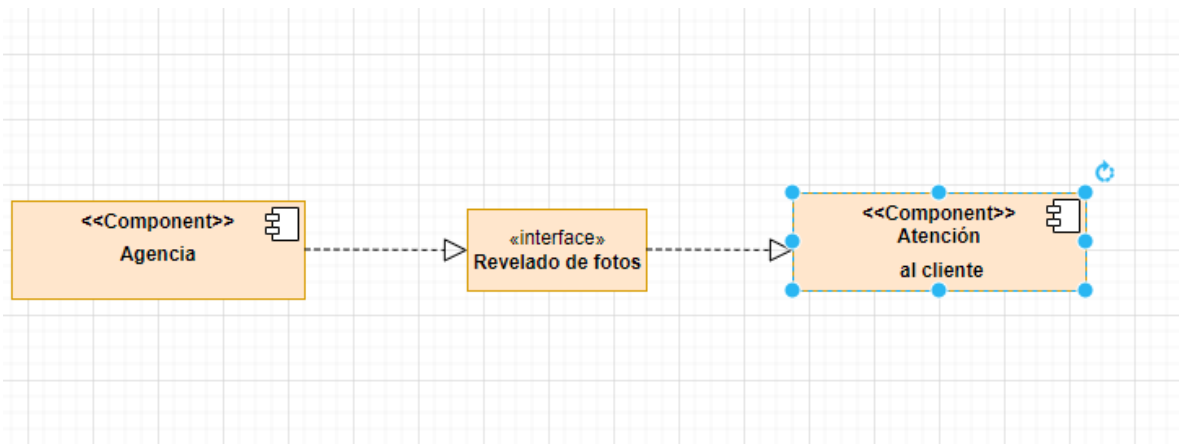 <<Component>>
Agencia
«interface»
Revelado de fotos
<<Component>>
Atención
al cliente